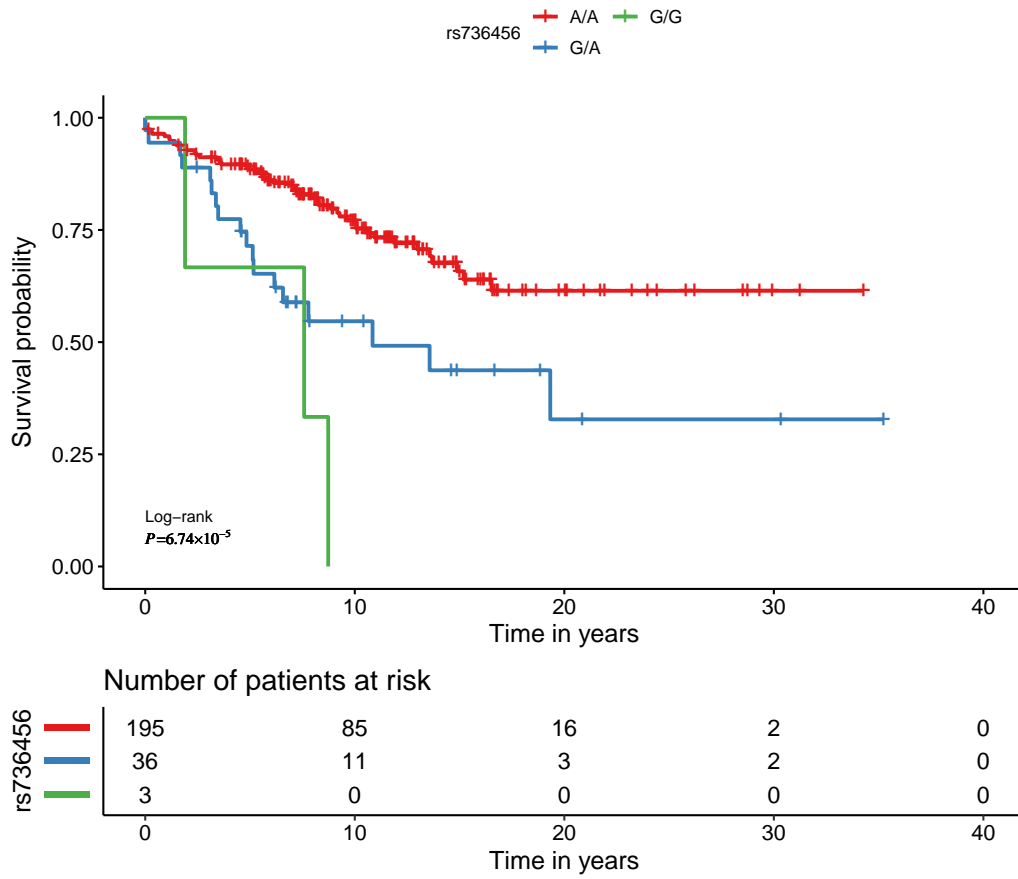 rs736456 A/A G/G
G/A
1.00
0.75
0.50
0.25
0.00
Survival probability
Log−rank
P=6.74×10⁻⁵
0 10 20 30 40
Time in years
Number of patients at risk
rs736456
195 85 16 2 0
36 11 3 2 0
3 0 0 0 0
0 10 20 30 40
Time in years